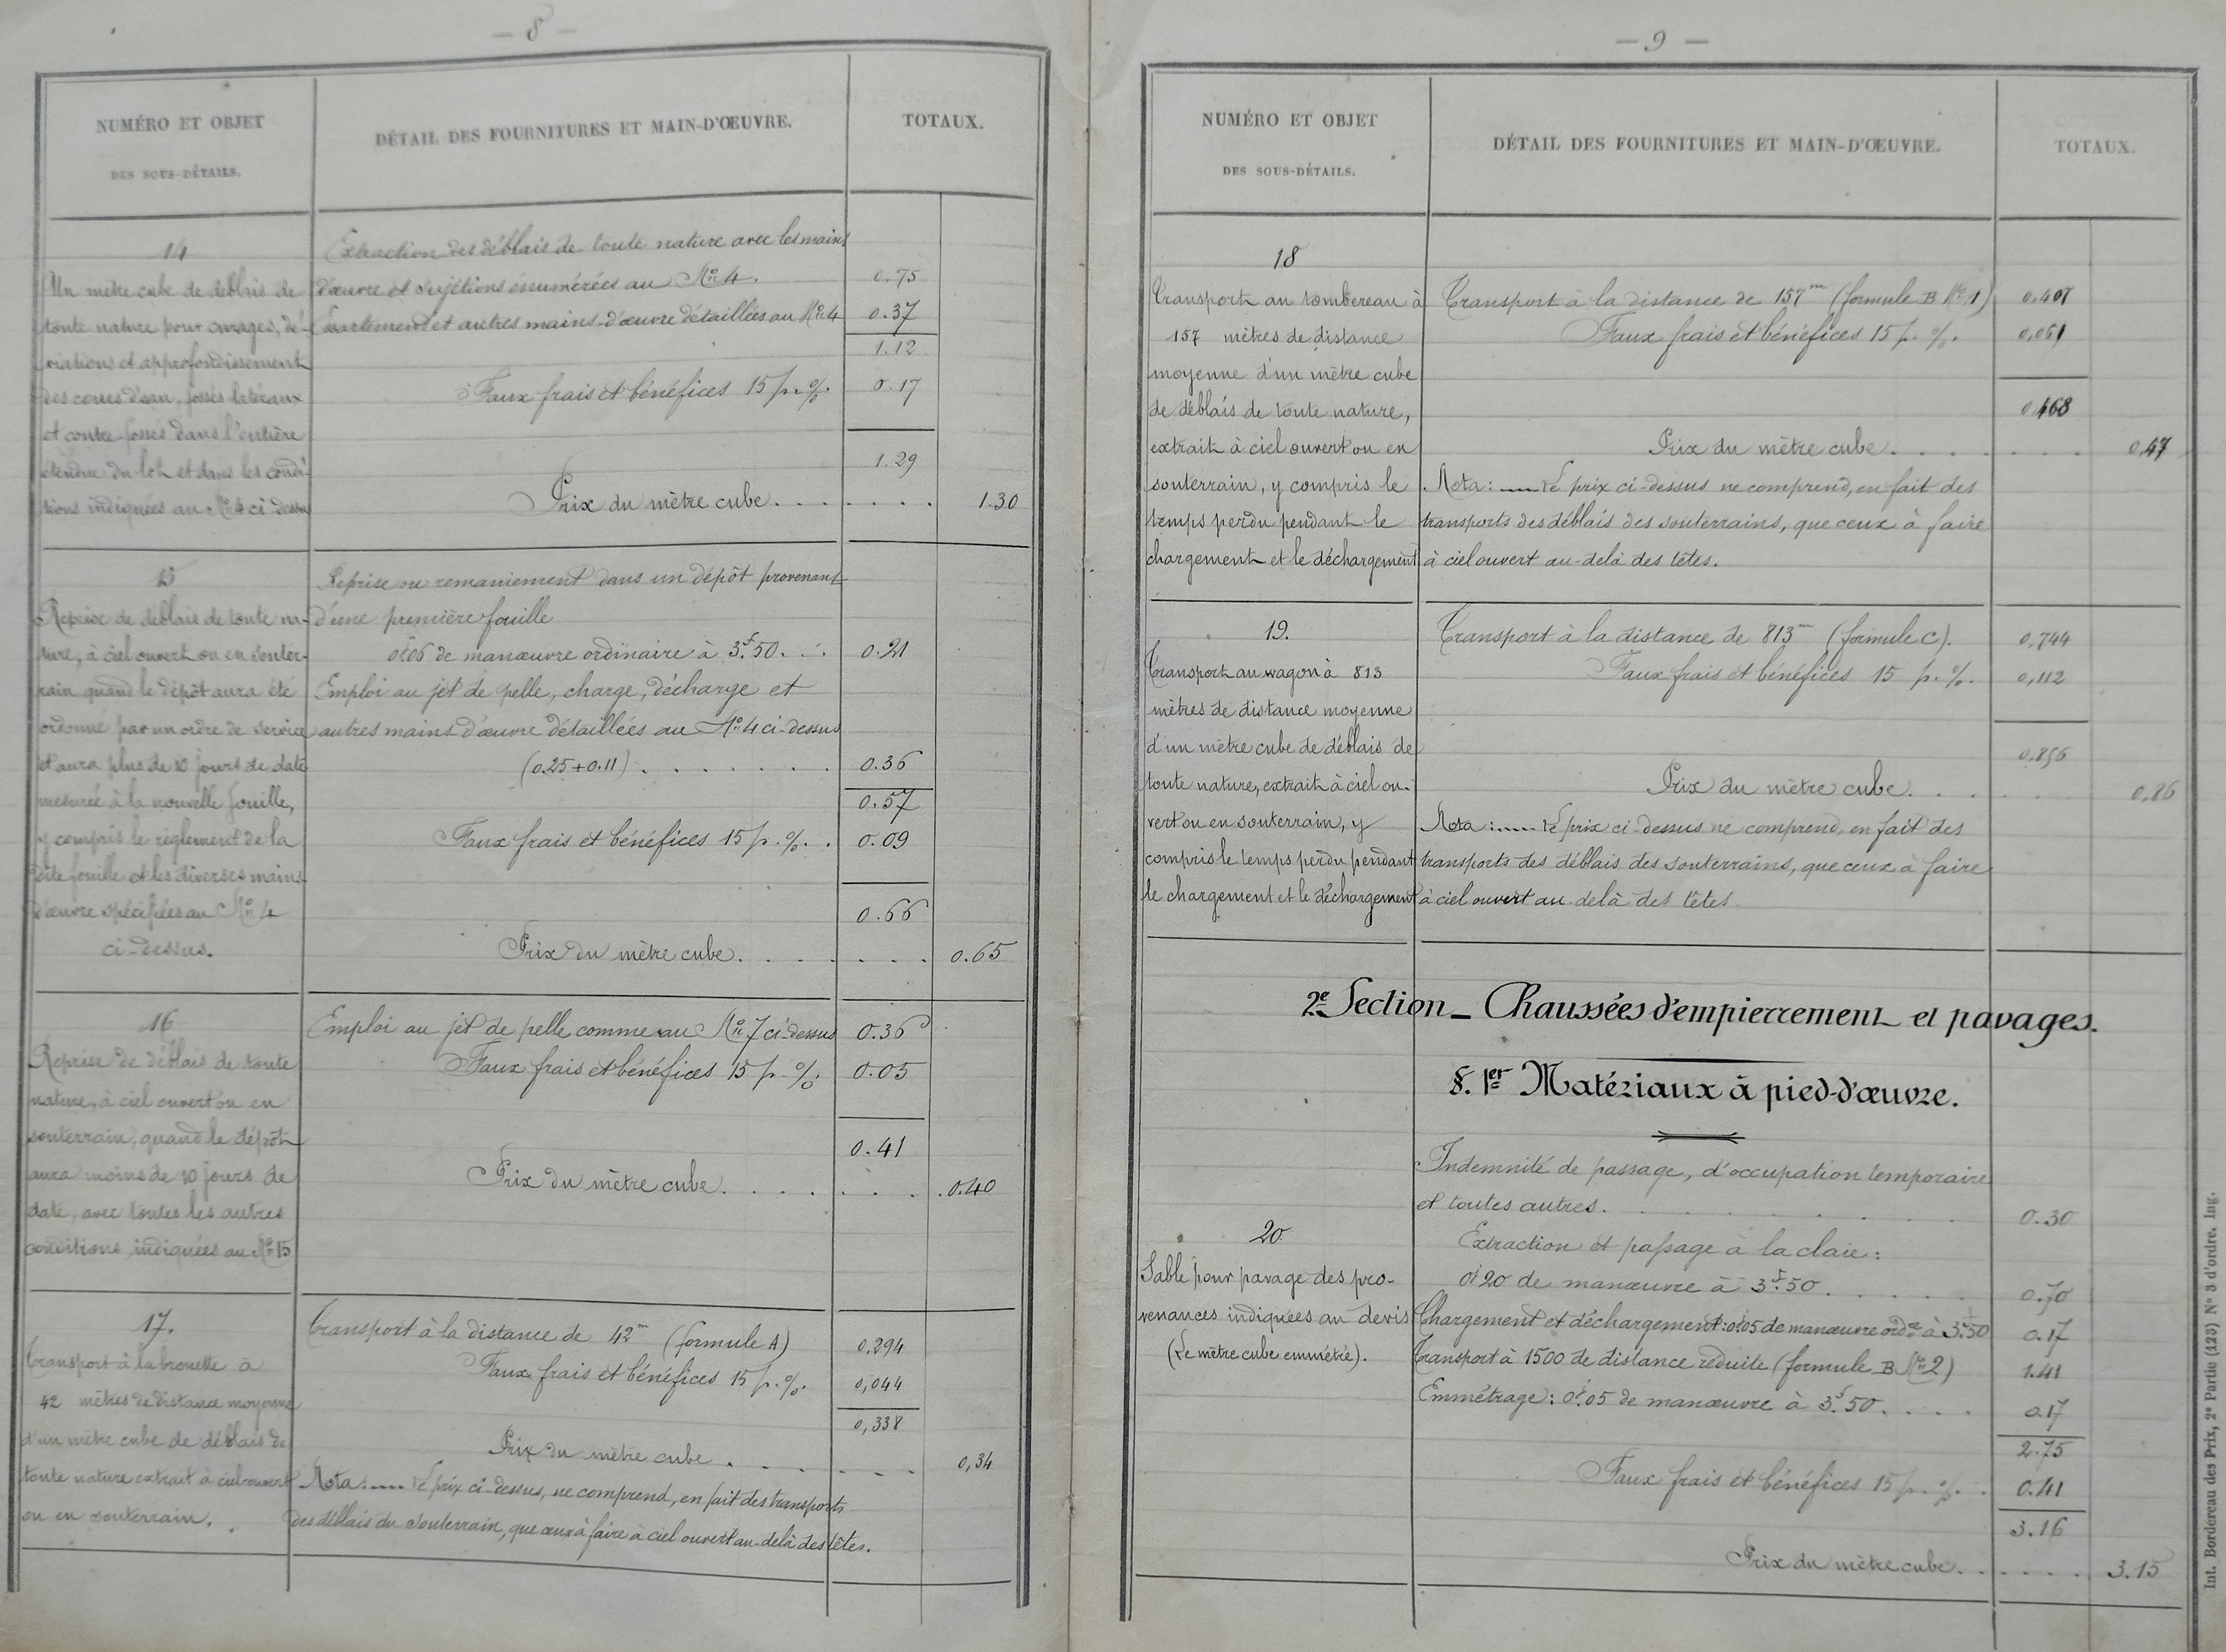 — 8 —
NUMÉRO ET OBJET
DES SOUS-DÉTAILS.
DÉTAIL DES FOURNITURES ET MAIN-D'ŒUVRE.
TOTAUX.
14
Un mètre cube de déblais de
toute nature pour curages, dé-
viations et approfondissement
des cours d'eau, fossés latéraux
et contre-fossés dans l'entière
étendue du lot et dans les condi-
tions indiquées au N° 4 ci-dessus
Extraction des déblais de toute nature avec les mains
d'œuvre et sujétions énumérées au N° 4. 0.75
Ecartement et autres mains-d'œuvre détaillées au N° 4 0.37
1.12
Faux frais et bénéfices 15 p. %. 0.17
1.29
Prix du mètre cube. . . . . . . . 1.30
15
Reprise de déblais de toute na-
ture, à ciel ouvert ou en souter-
rain quand le dépôt aura été
ordonné par un ordre de service
et aura plus de 10 jours de date
mesurée à la nouvelle fouille,
y compris le règlement de la
dite fouille et les diverses mains
d'œuvre spécifiées au N° 4
ci-dessus.
Reprise ou remaniement dans un dépôt provenant
d'une première fouille
0j.06 de manœuvre ordinaire à 3f.50. . . 0.21
Emploi au jet de pelle, charge, décharge et
autres mains d'œuvre détaillées au N° 4 ci-dessus
(0.25+0.11) . . . . . . . 0.36
0.57
Faux frais et bénéfices 15 p. %. . 0.09
0.66
Prix du mètre cube. . . . . . . . 0.65
16
Reprise de déblais de toute
nature, à ciel ouvert ou en
souterrain, quand le dépôt
aura moins de 10 jours de
date, avec toutes les autres
conditions indiquées au N° 15
Emploi au jet de pelle comme au N° 7 ci-dessus 0.36
Faux frais et bénéfices 15 p. % 0.05
0.41
Prix du mètre cube. . . . . . . . 0.40
17.
Transport à la brouette à
42 mètres de distance moyenne
d'un mètre cube de déblais de
toute nature extrait à ciel ouvert
ou en souterrain.
Transport à la distance de 42m (formule A) 0,294
Faux frais et bénéfices 15 p. %. 0,044
0,338
Prix du mètre cube . . . . . . . 0,34
Nota : Le prix ci-dessus, ne comprend, en fait des transports
des déblais du souterrain, que ceux à faire à ciel ouvert au-delà des têtes.
— 9 —
NUMÉRO ET OBJET
DES SOUS-DÉTAILS.
DÉTAIL DES FOURNITURES ET MAIN-D'ŒUVRE.
TOTAUX.
18
Transport au tombereau à
157 mètres de distance
moyenne d'un mètre cube
de déblais de toute nature,
extrait à ciel ouvert ou en
souterrain, y compris le
temps perdu pendant le
chargement et le déchargement
Transport à la distance de 157m (formule B N° 1) 0.407
Faux frais et bénéfices 15 p. %. 0,061
0,468
Prix du mètre cube. . . . . . . . 0,47
Nota : Le prix ci-dessus ne comprend, en fait des
transports des déblais des souterrains, que ceux à faire
à ciel ouvert au-delà des têtes.
19.
Transport au wagon à 813
mètres de distance moyenne
d'un mètre cube de déblais de
toute nature, extrait à ciel ou-
vert ou en souterrain, y
compris le temps perdu pendant
le chargement et le déchargement
Transport à la distance de 813m (formule C). 0,744
Faux frais et bénéfices 15 p. %. 0,112
0,856
Prix du mètre cube. . . . . . 0,86
Nota : Le prix ci-dessus ne comprend, en fait des
transports des déblais des souterrains, que ceux à faire
à ciel ouvert au delà des têtes.
2e Section _ Chaussées d'empierrement et pavages.
§. 1er Matériaux à pied-d'œuvre.
20
Sable pour pavage des pro-
venances indiquées au devis
(Le mètre cube emmétré).
Indemnité de passage, d'occupation temporaire
et toutes autres. . . . . . . . . 0.30
Extraction et passage à la claie :
0j20 de manœuvre à 3f.50. . . . . . 0.70
Chargement et déchargement : 0j.05 de manœuvre ordre à 3f.50 0.17
Transport à 1500 de distance réduite (formule B N° 2) 1.41
Emmétrage : 0j.05 de manœuvre à 3f.50. . . . 0.17
2.75
Faux frais et bénéfices 15 p. %. . 0.41
3.16
Prix du mètre cube. . . . . . 3.15
Int. Bordereau des Prix, 2e Partie (123) N° 3 d'ordre. Ing.